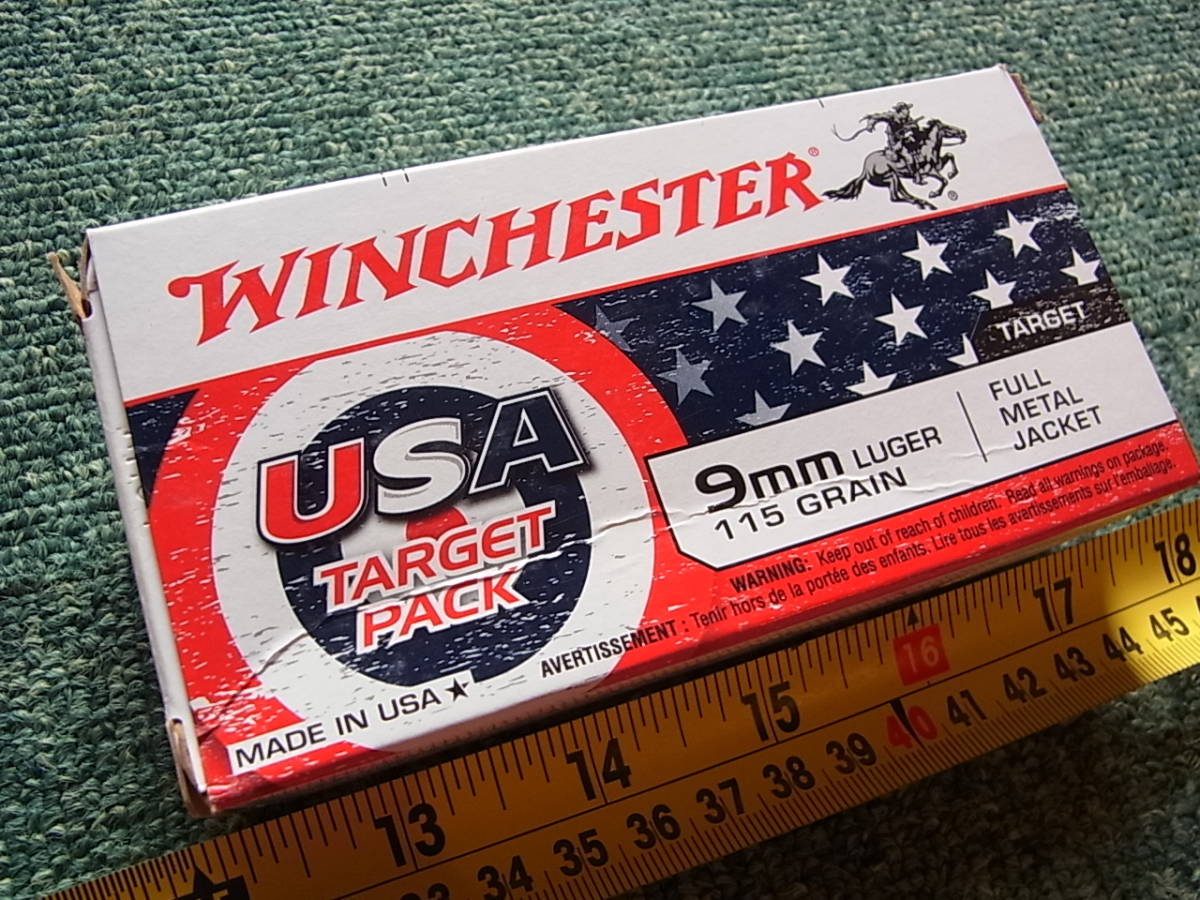 WINCHESTER®
®
TARGET
USA
TARGET
PACK
9mm LUGER
115 GRAIN
FULL
METAL
JACKET
WARNING: Keep out of reach of children. Read all warnings on package.
AVERTISSEMENT : Tenir hors de la portée des enfants. Lire tous les avertissements sur l'emballage.
MADE IN USA ★
13 14 15 16 17 18
34 35 36 37 38 39 40 41 42 43 44 45